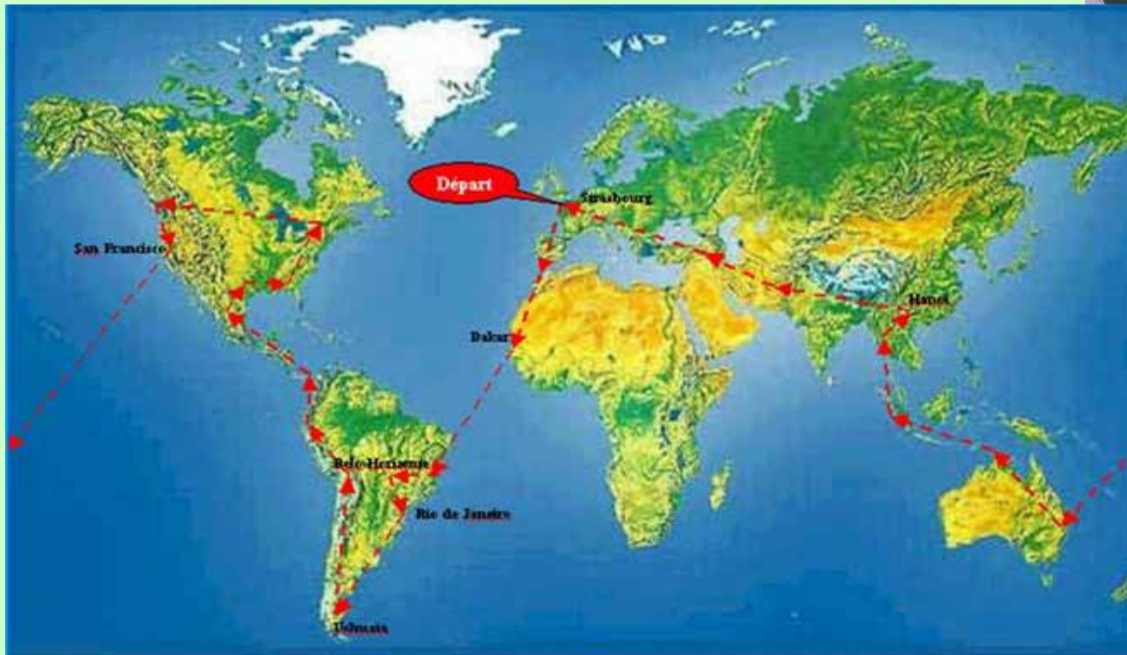 Départ
Strasbourg
San Francisco
Hanoi
Dakar
Belo Horizonte
Rio de Janeiro
Ushuaia